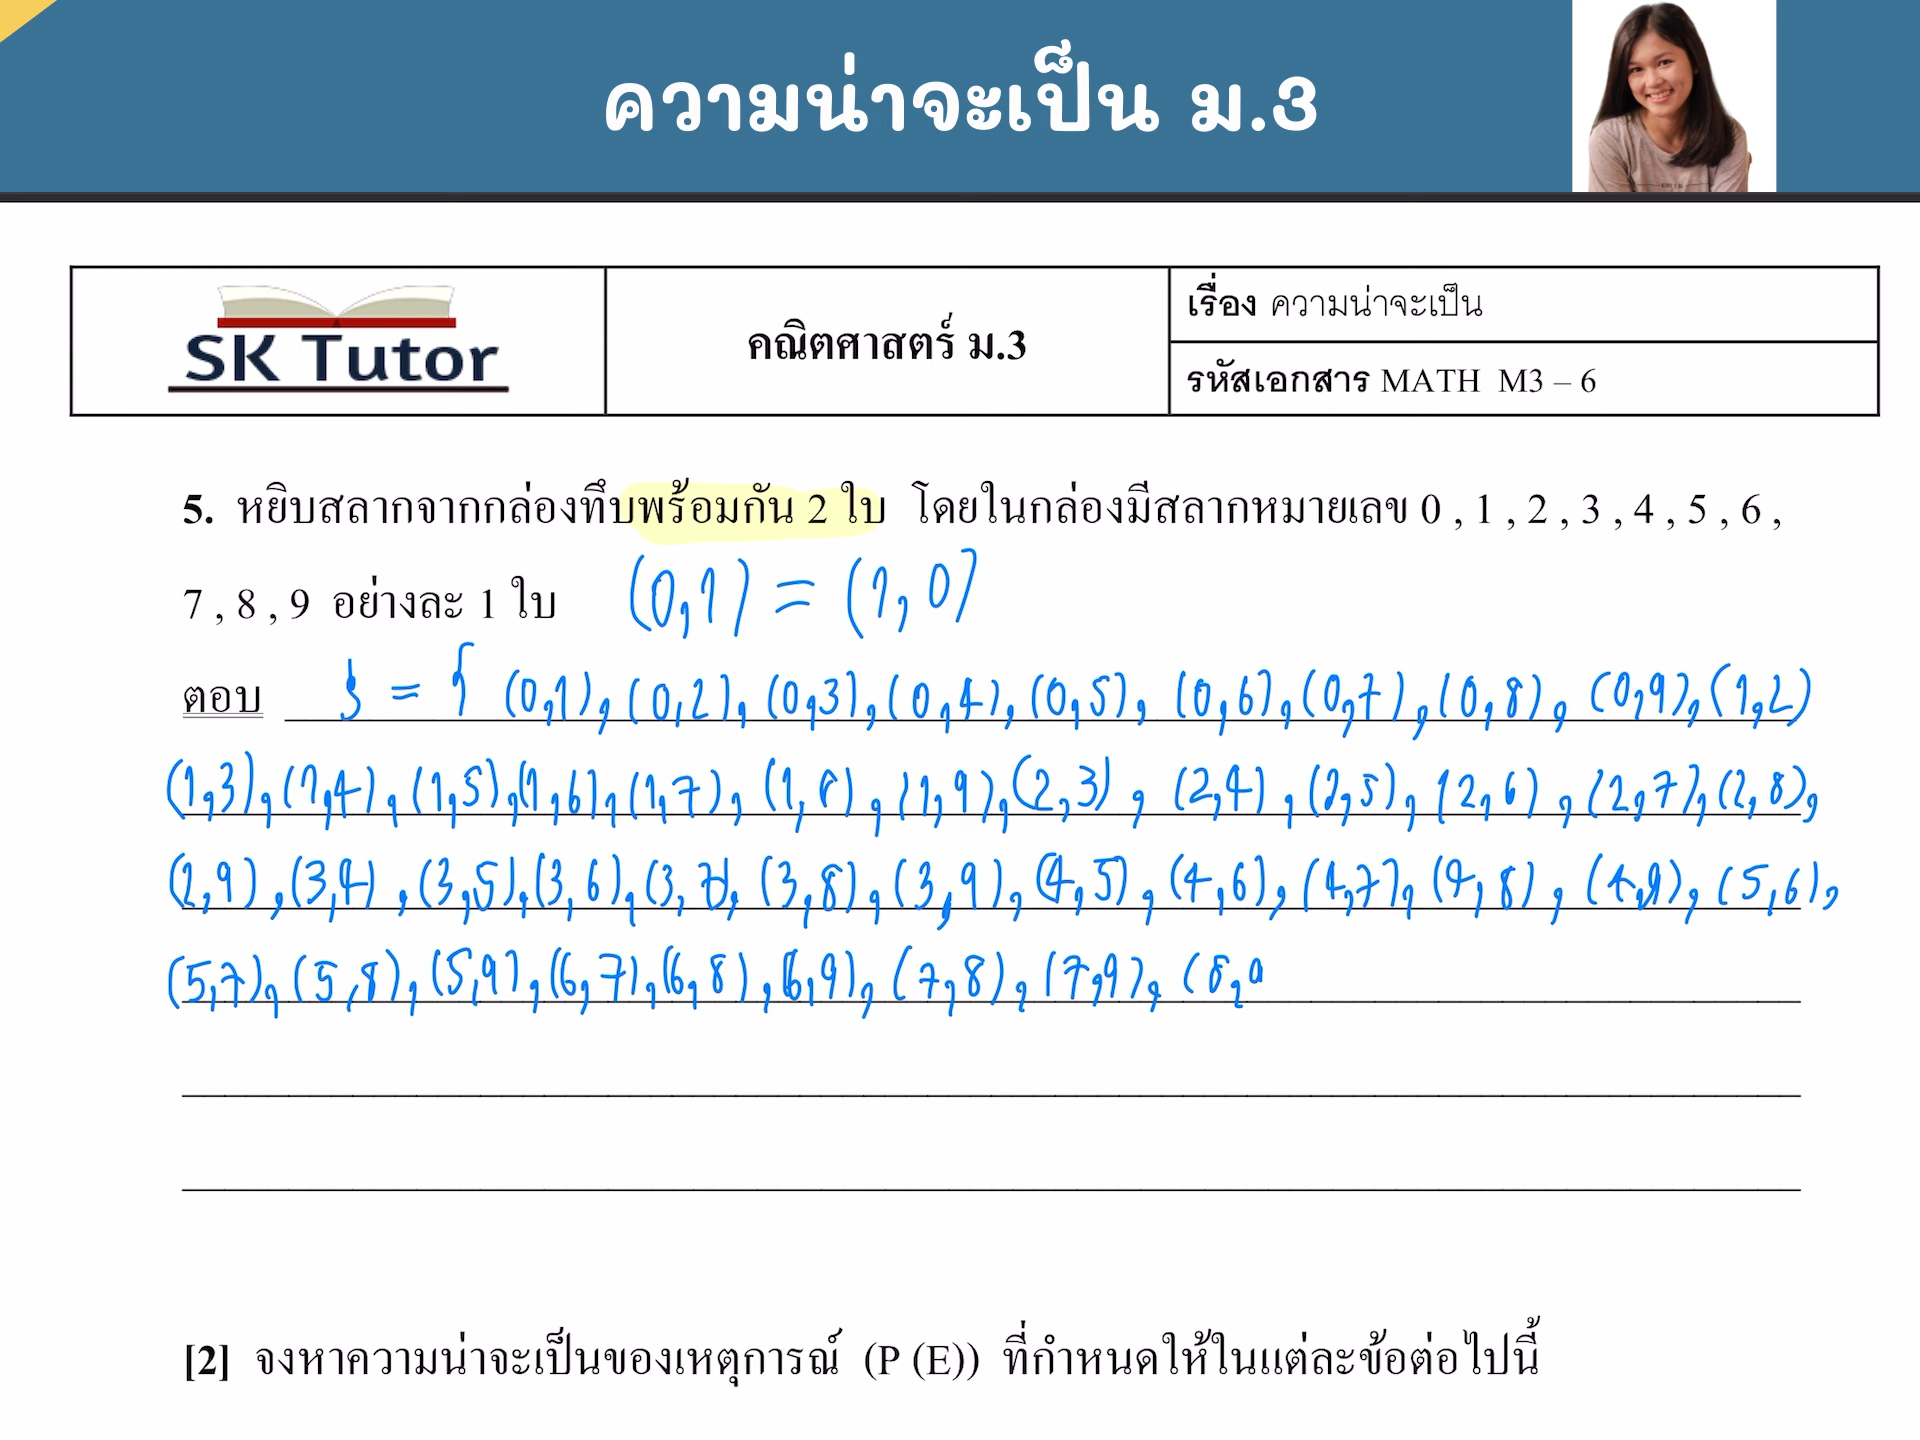 ความน่าจะเป็น ม.3
SK Tutor
คณิตศาสตร์ ม.3
เรื่อง ความน่าจะเป็น
รหัสเอกสาร MATH M3 – 6
5. หยิบสลากจากกล่องทึบพร้อมกัน 2 ใบ โดยในกล่องมีสลากหมายเลข 0 , 1 , 2 , 3 , 4 , 5 , 6 ,
7 , 8 , 9 อย่างละ 1 ใบ (0,1) = (1,0)
ตอบ S = { (0,1), (0,2), (0,3), (0,4), (0,5), (0,6), (0,7), (0,8), (0,9), (1,2)
(1,3), (1,4), (1,5), (1,6), (1,7), (1,8), (1,9), (2,3), (2,4), (2,5), (2,6), (2,7), (2,8),
(2,9), (3,4), (3,5), (3,6), (3,7), (3,8), (3,9), (4,5), (4,6), (4,7), (4,8), (4,9), (5,6),
(5,7), (5,8), (5,9), (6,7), (6,8), (6,9), (7,8), (7,9), (8,
[2] จงหาความน่าจะเป็นของเหตุการณ์ (P (E)) ที่กำหนดให้ในแต่ละข้อต่อไปนี้